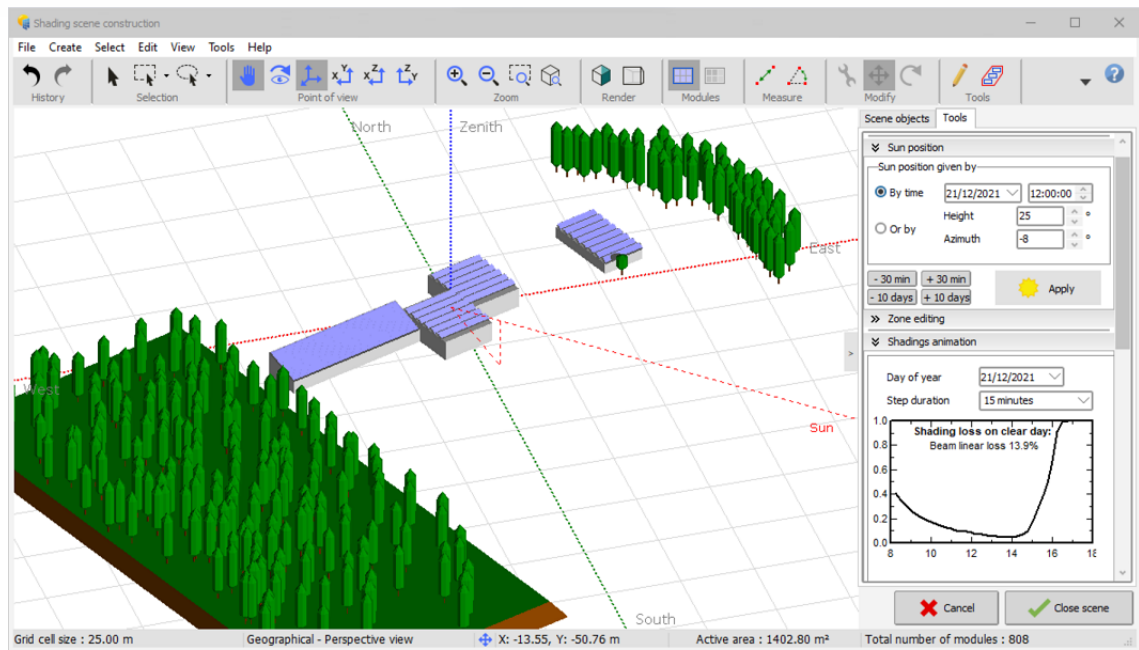 Shading scene construction
File Create Select Edit View Tools Help
History Selection Point of view Zoom Render Modules Measure Modify Tools
North
Zenith
East
West
Sun
South
Scene objects Tools
Sun position
Sun position given by
By time 21/12/2021 12:00:00
Or by
Height 25 °
Azimuth -8 °
- 30 min + 30 min
- 10 days + 10 days
Apply
Zone editing
Shadings animation
Day of year 21/12/2021
Step duration 15 minutes
1.0
Shading loss on clear day:
0.8
Beam linear loss 13.9%
0.6
0.4
0.2
0.0
8 10 12 14 16 18
Cancel Close scene
Grid cell size : 25.00 m Geographical - Perspective view X: -13.55, Y: -50.76 m Active area : 1402.80 m² Total number of modules : 808